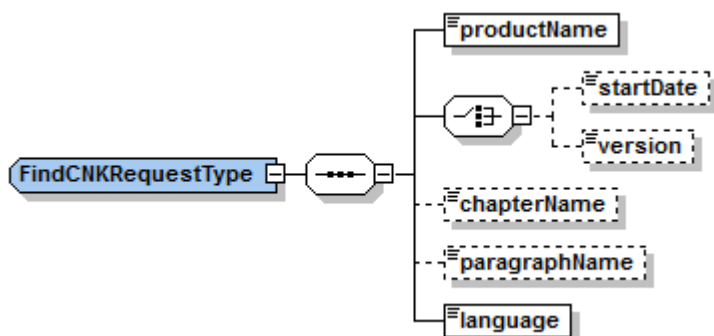 productName
startDate
version
FindCNKRequestType
chapterName
paragraphName
language